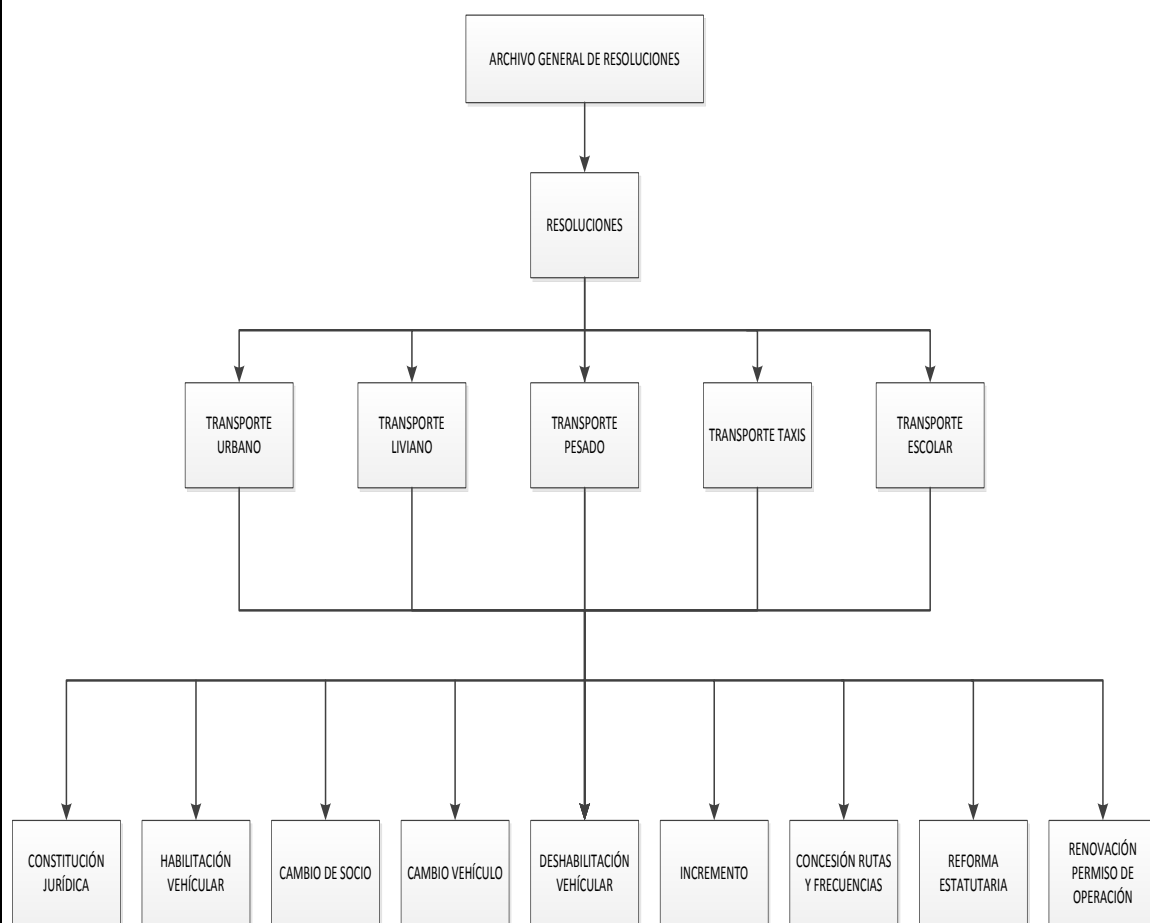 ARCHIVO GENERAL DE RESOLUCIONES
RESOLUCIONES
TRANSPORTE
URBANO
TRANSPORTE
LIVIANO
TRANSPORTE
PESADO
TRANSPORTE TAXIS
TRANSPORTE
ESCOLAR
CONSTITUCIÓN
JURÍDICA
HABILITACIÓN
VEHÍCULAR
CAMBIO DE SOCIO
CAMBIO VEHÍCULO
DESHABILITACIÓN
VEHÍCULAR
INCREMENTO
CONCESIÓN RUTAS
Y FRECUENCIAS
REFORMA
ESTATUTARIA
RENOVACIÓN
PERMISO DE
OPERACIÓN